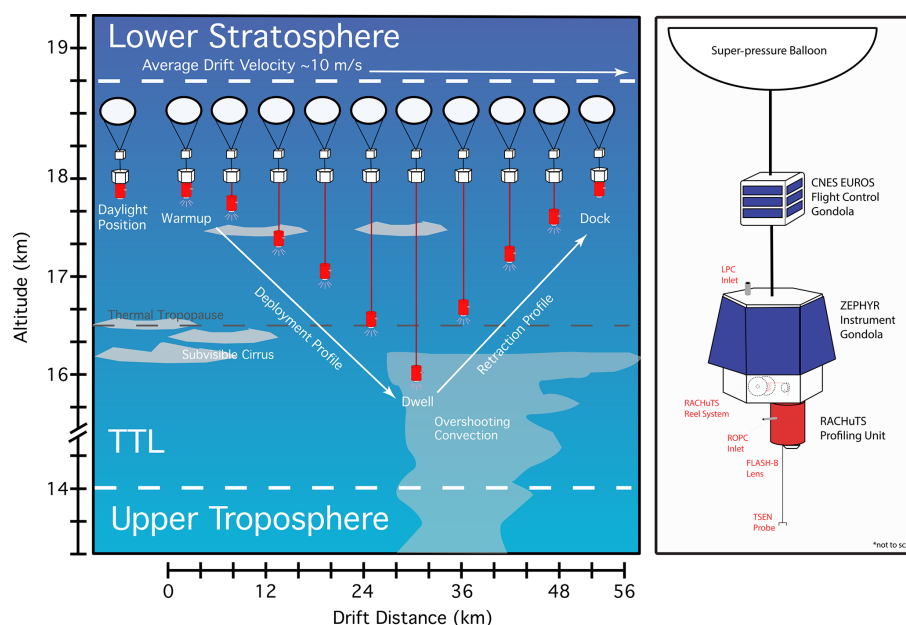 Lower Stratosphere
Average Drift Velocity ~10 m/s
Daylight
Position
Warmup
Dock
Deployment Profile
Retraction Profile
Thermal Tropopause
Subvisible Cirrus
Dwell
Overshooting
Convection
TTL
Upper Troposphere
Altitude (km)
19
18
17
16
14
0
12
24
36
48
56
Drift Distance (km)
Super-pressure Balloon
CNES EUROS
Flight Control
Gondola
LPC
Inlet
ZEPHYR
Instrument
Gondola
RACHuTS
Reel System
ROPC
Inlet
RACHuTS
Profiling Unit
FLASH-B
Lens
TSEN
Probe
*not to sc